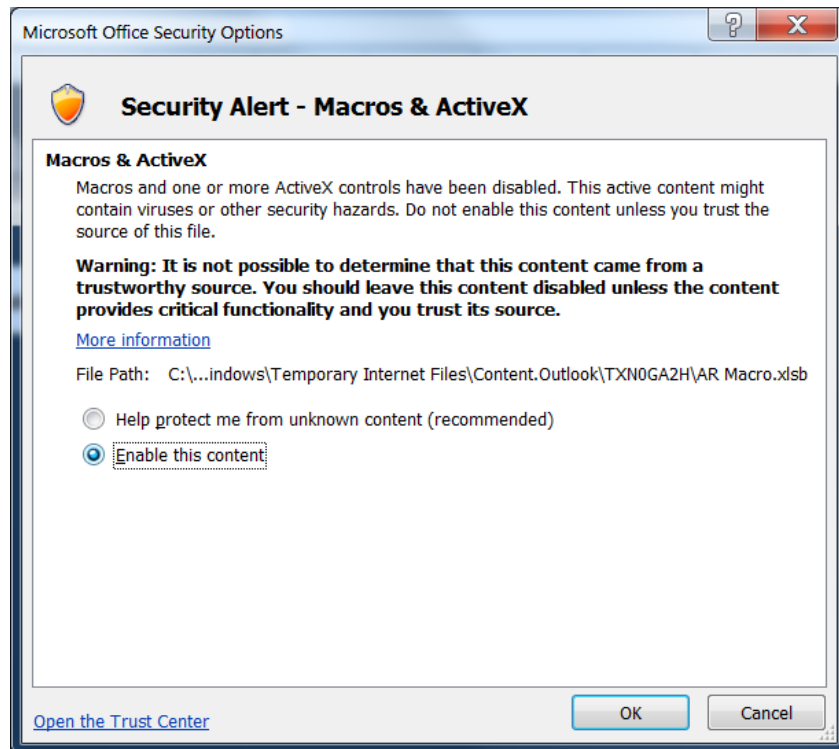 Microsoft Office Security Options
Security Alert - Macros & ActiveX
Macros & ActiveX
Macros and one or more ActiveX controls have been disabled. This active content might
contain viruses or other security hazards. Do not enable this content unless you trust the
source of this file.
Warning: It is not possible to determine that this content came from a
trustworthy source. You should leave this content disabled unless the content
provides critical functionality and you trust its source.
More information
File Path: C:\...indows\Temporary Internet Files\Content.Outlook\TXN0GA2H\AR Macro.xlsb
Help protect me from unknown content (recommended)
Enable this content
Open the Trust Center
OK
Cancel